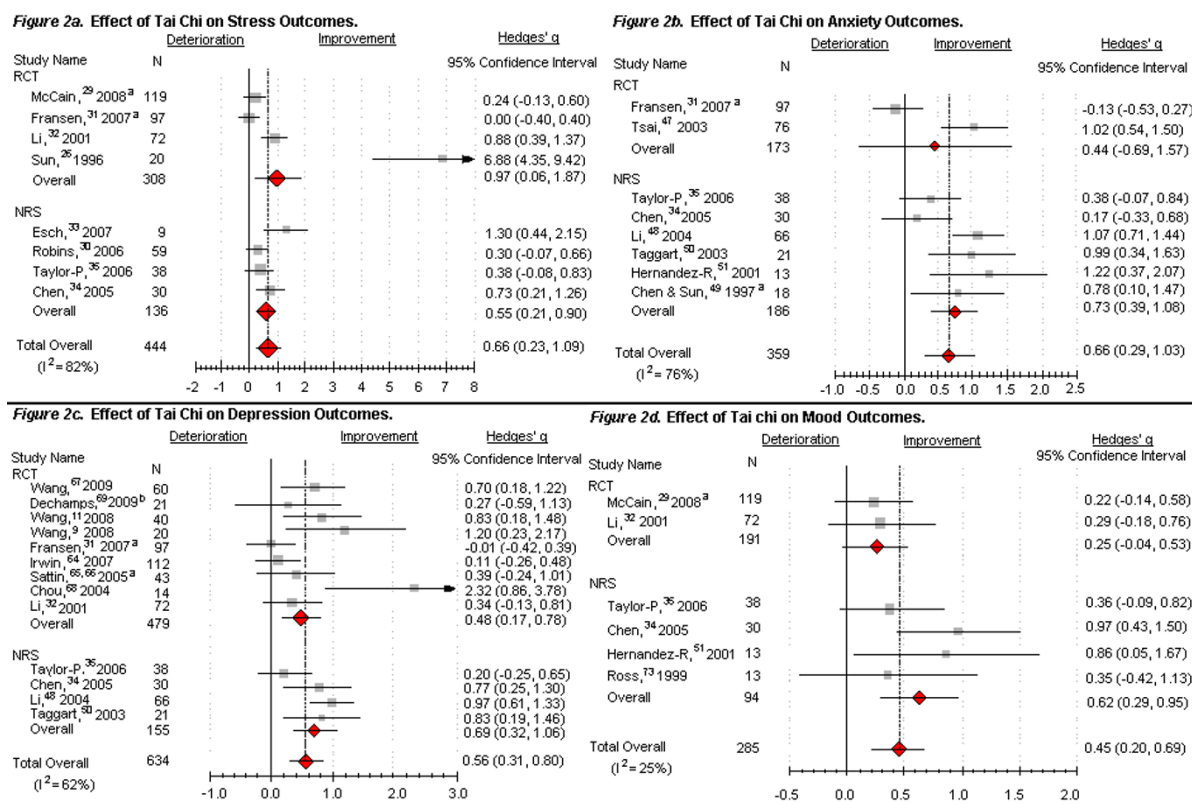 Figure 2a. Effect of Tai Chi on Stress Outcomes.
Deterioration Improvement Hedges' g
Study Name N 95% Confidence Interval
RCT
McCain, 29 2008 a 119 0.24 (-0.13, 0.60)
Fransen, 31 2007 a 97 0.00 (-0.40, 0.40)
Li, 32 2001 72 0.88 (0.39, 1.37)
Sun, 26 1996 20 6.88 (4.35, 9.42)
Overall 308 0.97 (0.06, 1.87)
NRS
Esch, 33 2007 9 1.30 (0.44, 2.15)
Robins, 30 2006 59 0.30 (-0.07, 0.66)
Taylor-P, 35 2006 38 0.38 (-0.08, 0.83)
Chen, 34 2005 30 0.73 (0.21, 1.26)
Overall 136 0.55 (0.21, 0.90)
Total Overall 444 0.66 (0.23, 1.09)
(I 2 = 82%)
-2 -1 0 1 2 3 4 5 6 7 8
Figure 2b. Effect of Tai Chi on Anxiety Outcomes.
Deterioration Improvement Hedges' g
Study Name N 95% Confidence Interval
RCT
Fransen, 31 2007 a 97 -0.13 (-0.53, 0.27)
Tsai, 47 2003 76 1.02 (0.54, 1.50)
Overall 173 0.44 (-0.69, 1.57)
NRS
Taylor-P, 35 2006 38 0.38 (-0.07, 0.84)
Chen, 34 2005 30 0.17 (-0.33, 0.68)
Li, 48 2004 66 1.07 (0.71, 1.44)
Taggart, 50 2003 21 0.99 (0.34, 1.63)
Hernandez-R, 51 2001 13 1.22 (0.37, 2.07)
Chen & Sun, 49 1997 a 18 0.78 (0.10, 1.47)
Overall 186 0.73 (0.39, 1.08)
Total Overall 359 0.66 (0.29, 1.03)
(I 2 = 76%)
-1.0 0.0 0.5 1.0 1.5 2.0 2.5
Figure 2c. Effect of Tai Chi on Depression Outcomes.
Deterioration Improvement Hedges' g
Study Name N 95% Confidence Interval
RCT
Wang, 67 2009 60 0.70 (0.18, 1.22)
Dechamps, 69 2009 b 21 0.27 (-0.59, 1.13)
Wang, 11 2008 40 0.83 (0.18, 1.48)
Wang, 9 2008 20 1.20 (0.23, 2.17)
Fransen, 31 2007 a 97 -0.01 (-0.42, 0.39)
Irwin, 64 2007 112 0.11 (-0.26, 0.48)
Sattin, 65,66 2005 a 43 0.39 (-0.24, 1.01)
Chou, 68 2004 14 2.32 (0.86, 3.78)
Li, 32 2001 72 0.34 (-0.13, 0.81)
Overall 479 0.48 (0.17, 0.78)
NRS
Taylor-P, 35 2006 38 0.20 (-0.25, 0.65)
Chen, 34 2005 30 0.77 (0.25, 1.30)
Li, 48 2004 66 0.97 (0.61, 1.33)
Taggart, 50 2003 21 0.83 (0.19, 1.46)
Overall 155 0.69 (0.32, 1.06)
Total Overall 634 0.56 (0.31, 0.80)
(I 2 = 62%)
-1.0 0.0 1.0 2.0 3.0
Figure 2d. Effect of Tai chi on Mood Outcomes.
Deterioration Improvement Hedges' g
Study Name N 95% Confidence Interval
RCT
McCain, 29 2008 a 119 0.22 (-0.14, 0.58)
Li, 32 2001 72 0.29 (-0.18, 0.76)
Overall 191 0.25 (-0.04, 0.53)
NRS
Taylor-P, 35 2006 38 0.36 (-0.09, 0.82)
Chen, 34 2005 30 0.97 (0.43, 1.50)
Hernandez-R, 51 2001 13 0.86 (0.05, 1.67)
Ross, 73 1999 13 0.35 (-0.42, 1.13)
Overall 94 0.62 (0.29, 0.95)
Total Overall 285 0.45 (0.20, 0.69)
(I 2 = 25%)
-0.5 0.0 0.5 1.0 1.5 2.0